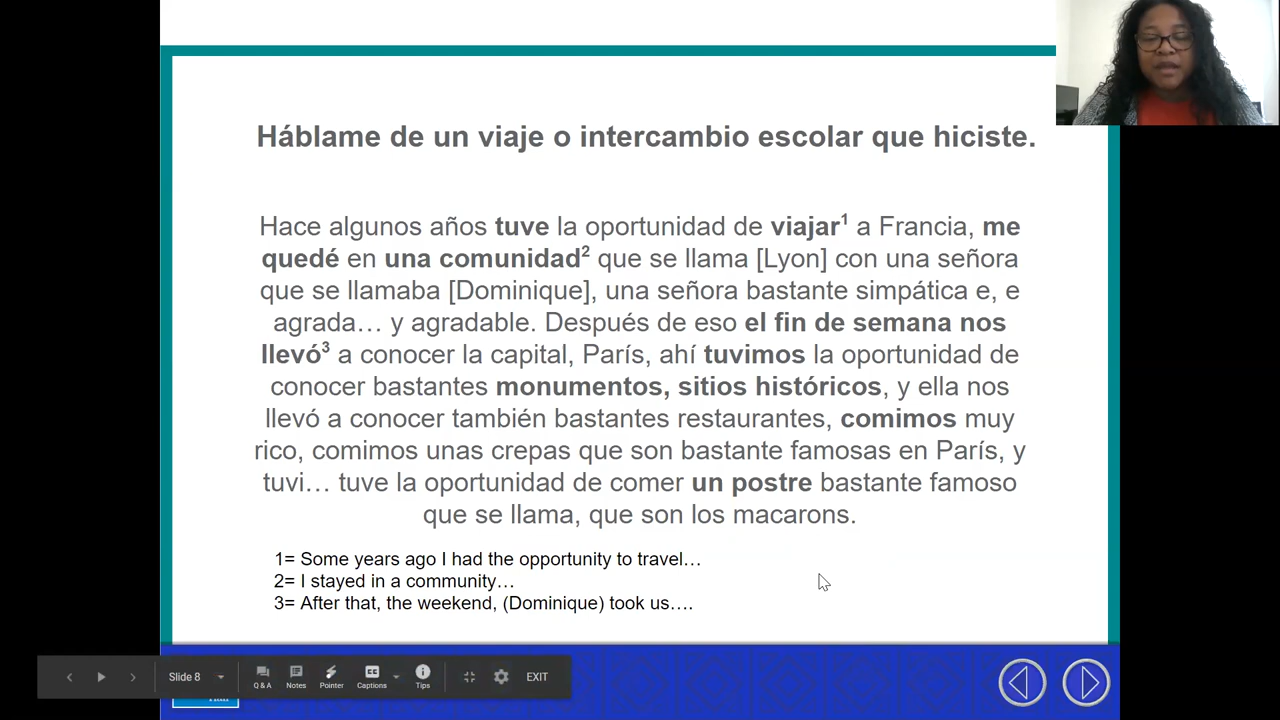 Háblame de un viaje o intercambio escolar que hiciste.
Hace algunos años tuve la oportunidad de viajar¹ a Francia, me
quedé en una comunidad² que se llama [Lyon] con una señora
que se llamaba [Dominique], una señora bastante simpática e, e
agrada… y agradable. Después de eso el fin de semana nos
llevó³ a conocer la capital, París, ahí tuvimos la oportunidad de
conocer bastantes monumentos, sitios históricos, y ella nos
llevó a conocer también bastantes restaurantes, comimos muy
rico, comimos unas crepas que son bastante famosas en París, y
tuvi… tuve la oportunidad de comer un postre bastante famoso
que se llama, que son los macarons.
1= Some years ago I had the opportunity to travel…
2= I stayed in a community…
3= After that, the weekend, (Dominique) took us….
Slide 8
Q & A
Notes
Pointer
Captions
Tips
EXIT